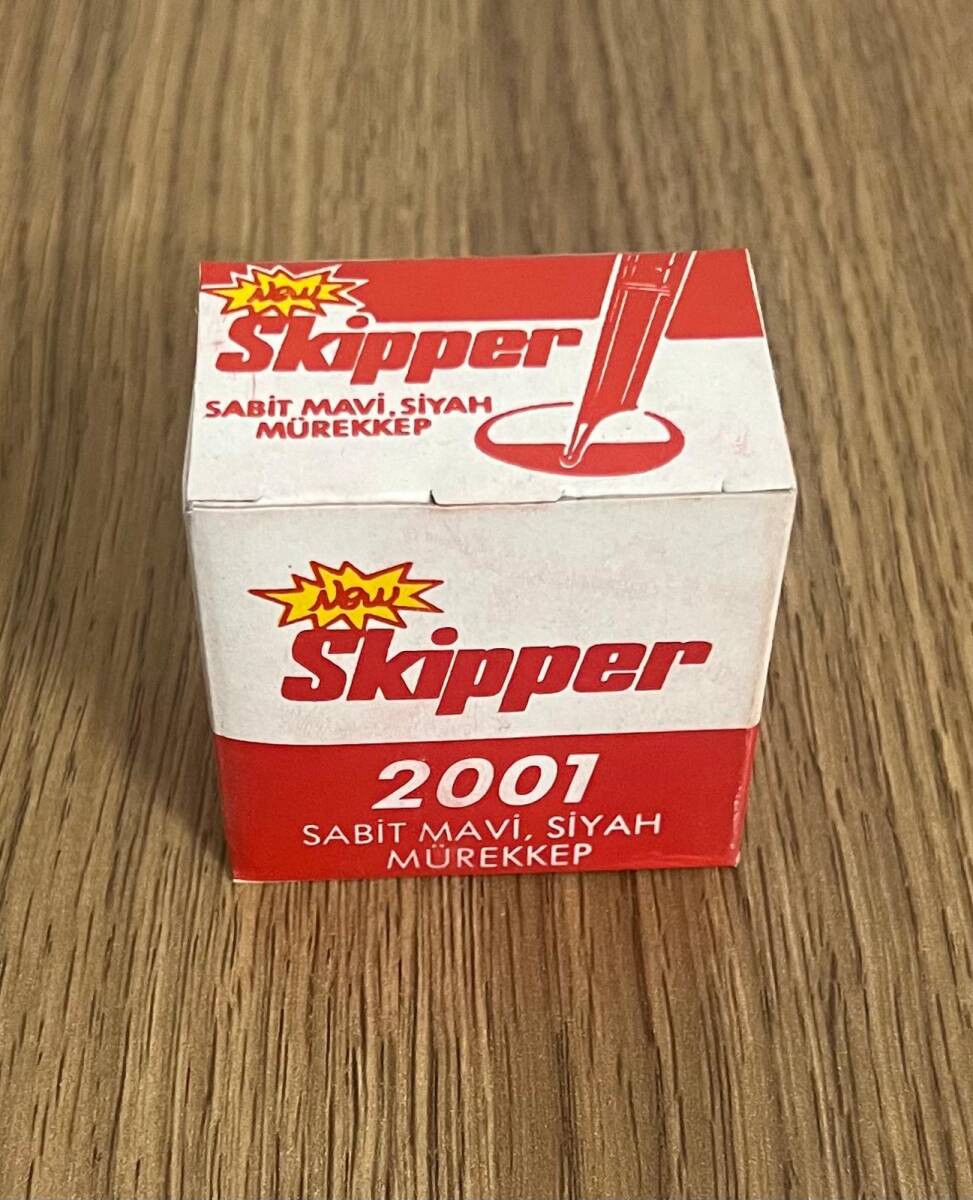 New
Skipper
SABİT MAVİ, SİYAH
MÜREKKEP
New
Skipper
2001
SABİT MAVİ, SİYAH
MÜREKKEP